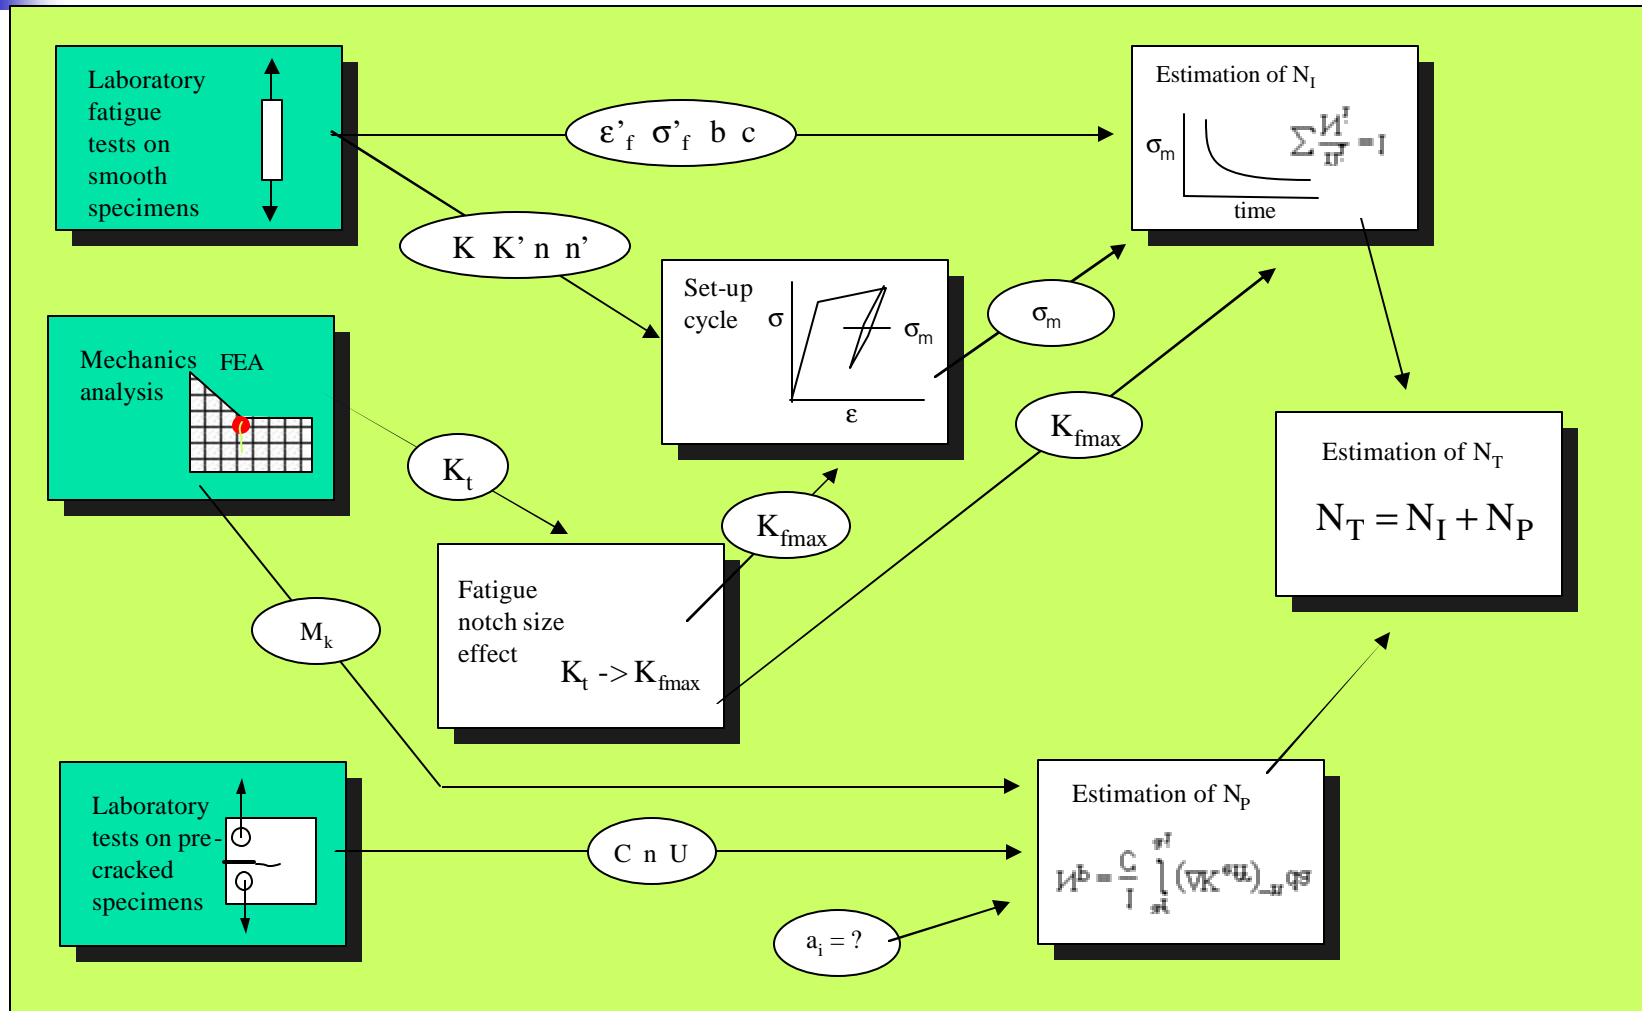 Laboratory
fatigue
tests on
smooth
specimens
ε'f σ'f b c
Estimation of NI
σm
time
K K' n n'
Set-up
cycle
σ
σm
ε
σm
Mechanics FEA
analysis
Kt
Kfmax
Kfmax
Estimation of NT
NT = NI + NP
Fatigue
notch size
effect
Kt -> Kfmax
Mk
Laboratory
tests on pre-
cracked
specimens
C n U
ai = ?
Estimation of NP